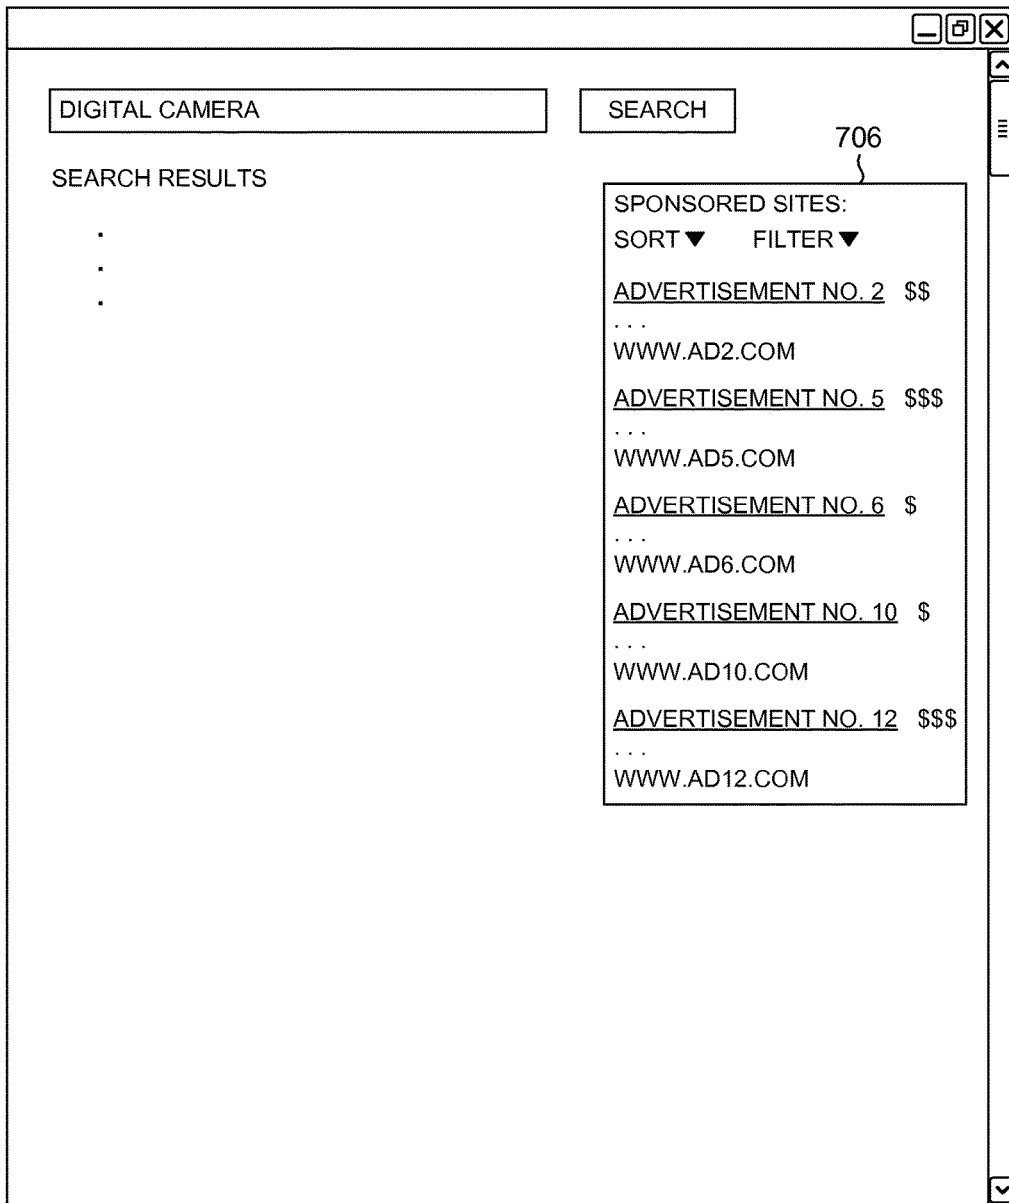 DIGITAL CAMERA
SEARCH
706
SEARCH RESULTS
.
.
.
SPONSORED SITES:
SORT▼ FILTER▼
ADVERTISEMENT NO. 2 $$
. . .
WWW.AD2.COM
ADVERTISEMENT NO. 5 $$$
. . .
WWW.AD5.COM
ADVERTISEMENT NO. 6 $
. . .
WWW.AD6.COM
ADVERTISEMENT NO. 10 $
. . .
WWW.AD10.COM
ADVERTISEMENT NO. 12 $$$
. . .
WWW.AD12.COM